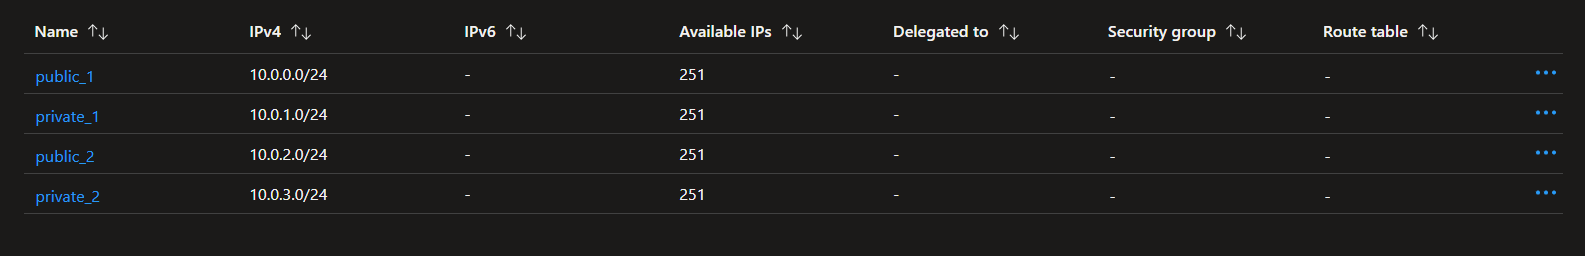 Name ↑↓ IPv4 ↑↓ IPv6 ↑↓ Available IPs ↑↓ Delegated to ↑↓ Security group ↑↓ Route table ↑↓
public_1 10.0.0.0/24 - 251 - - - ...
private_1 10.0.1.0/24 - 251 - - - ...
public_2 10.0.2.0/24 - 251 - - - ...
private_2 10.0.3.0/24 - 251 - - - ...